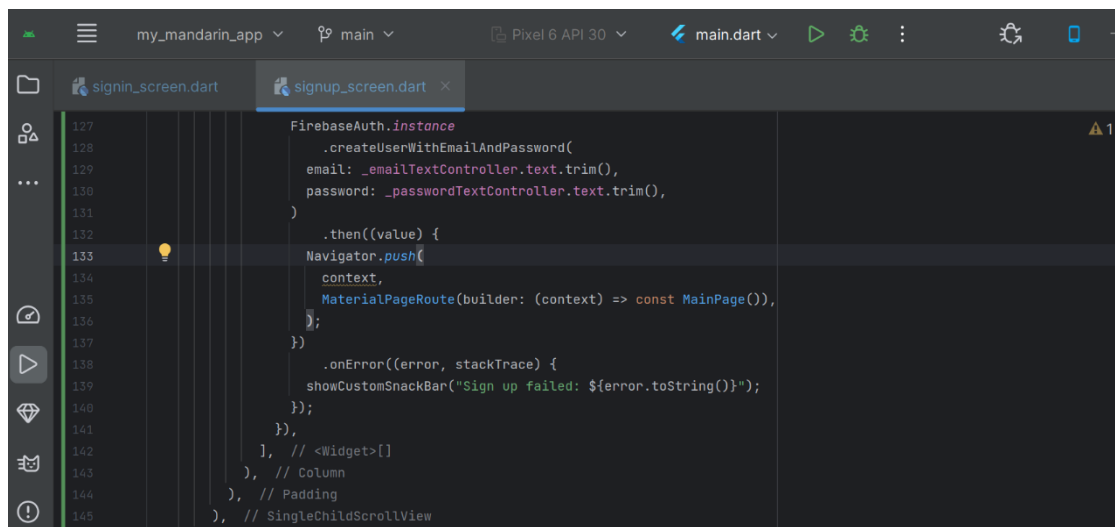 my_mandarin_app main Pixel 6 API 30 main.dart
signin_screen.dart signup_screen.dart ×
127 FirebaseAuth.instance
128 .createUserWithEmailAndPassword(
129 email: _emailTextController.text.trim(),
130 password: _passwordTextController.text.trim(),
131 )
132 .then((value) {
133 Navigator.push(
134 context,
135 MaterialPageRoute(builder: (context) => const MainPage()),
136 );
137 })
138 .onError((error, stackTrace) {
139 showCustomSnackBar("Sign up failed: ${error.toString()}");
140 });
141 }),
142 ], // <Widget>[]
143 ), // Column
144 ), // Padding
145 ), // SingleChildScrollView
1